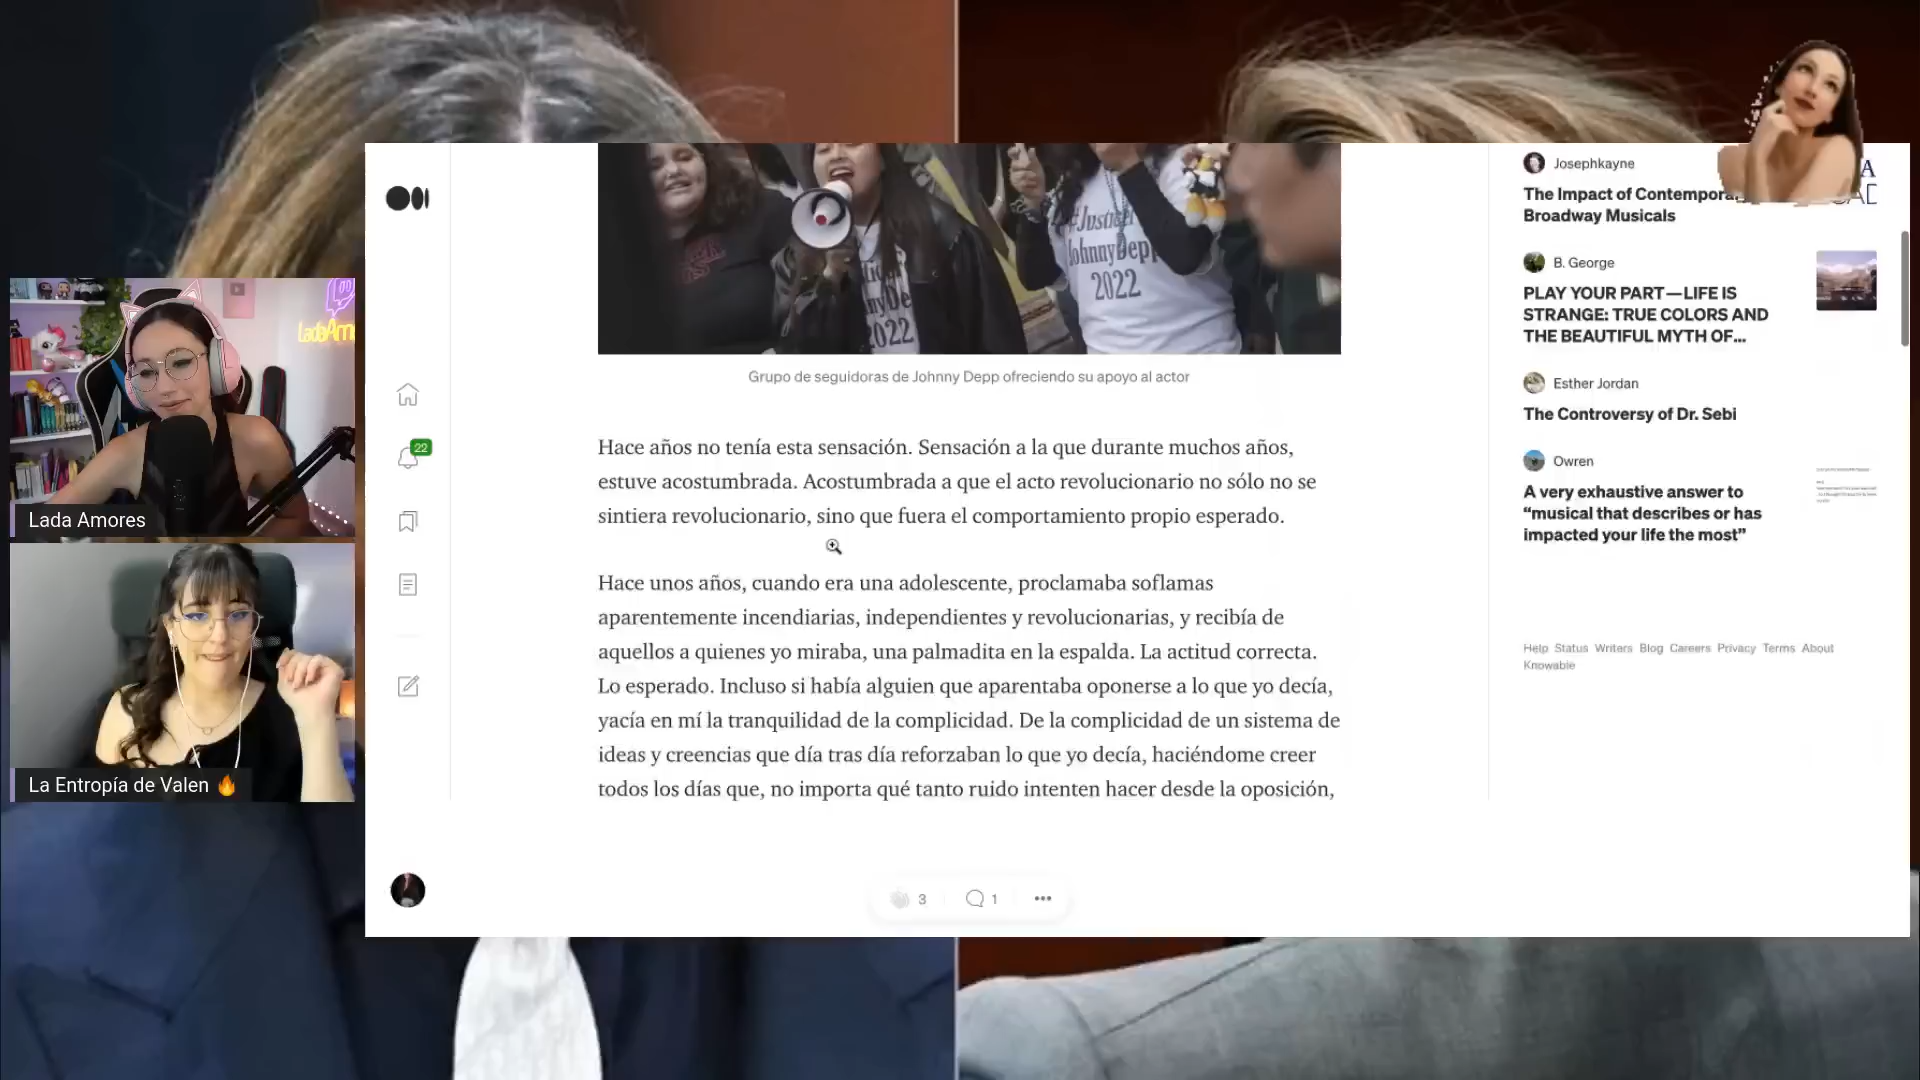 #Justice
JohnnyDepp
2022
2022
Grupo de seguidoras de Johnny Depp ofreciendo su apoyo al actor
Hace años no tenía esta sensación. Sensación a la que durante muchos años,
estuve acostumbrada. Acostumbrada a que el acto revolucionario no sólo no se
sintiera revolucionario, sino que fuera el comportamiento propio esperado.
Hace unos años, cuando era una adolescente, proclamaba soflamas
aparentemente incendiarias, independientes y revolucionarias, y recibía de
aquellos a quienes yo miraba, una palmadita en la espalda. La actitud correcta.
Lo esperado. Incluso si había alguien que aparentaba oponerse a lo que yo decía,
yacía en mí la tranquilidad de la complicidad. De la complicidad de un sistema de
ideas y creencias que día tras día reforzaban lo que yo decía, haciéndome creer
todos los días que, no importa qué tanto ruido intenten hacer desde la oposición,
22
3
1
Josephkayne
The Impact of Contempora
Broadway Musicals
B. George
PLAY YOUR PART—LIFE IS
STRANGE: TRUE COLORS AND
THE BEAUTIFUL MYTH OF...
Esther Jordan
The Controversy of Dr. Sebi
Owren
A very exhaustive answer to
“musical that describes or has
impacted your life the most”
Help Status Writers Blog Careers Privacy Terms About
Knowable
LadaAm
Lada Amores
La Entropía de Valen 🔥